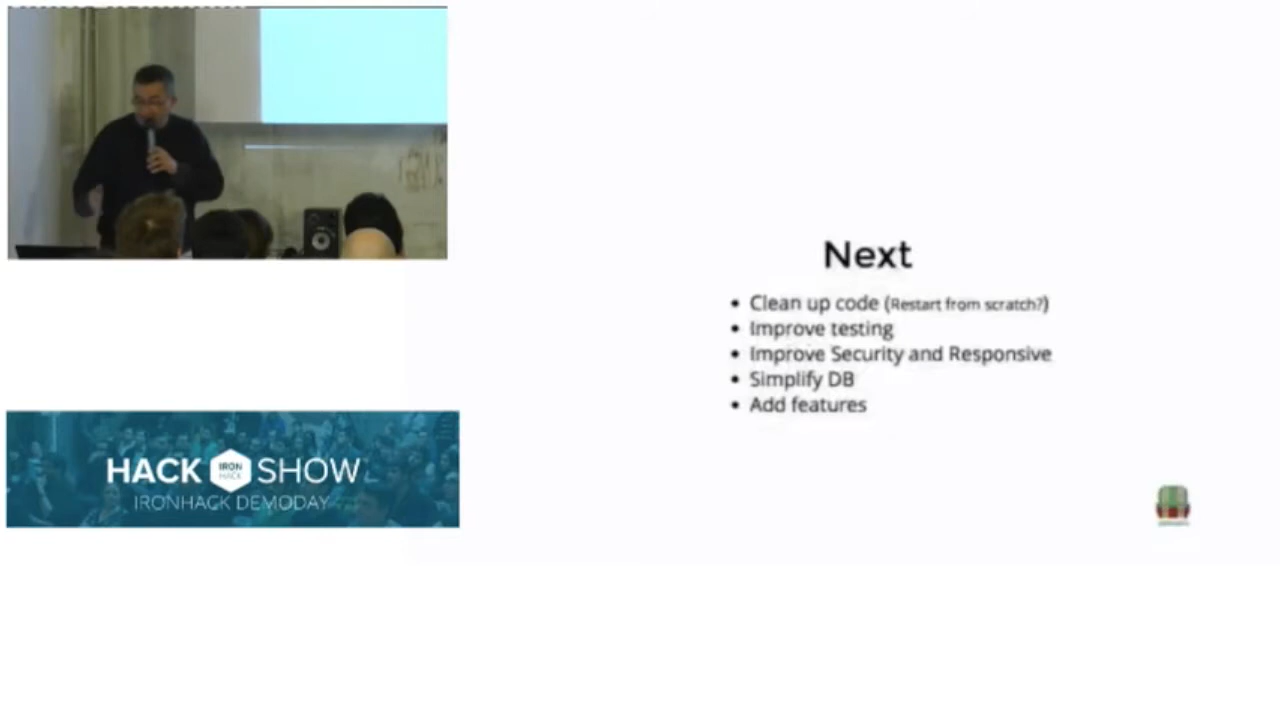 Next
• Clean up code (Restart from scratch?)
• Improve testing
• Improve Security and Responsive
• Simplify DB
• Add features
HACK IRON HACK SHOW
IRONHACK DEMODAY